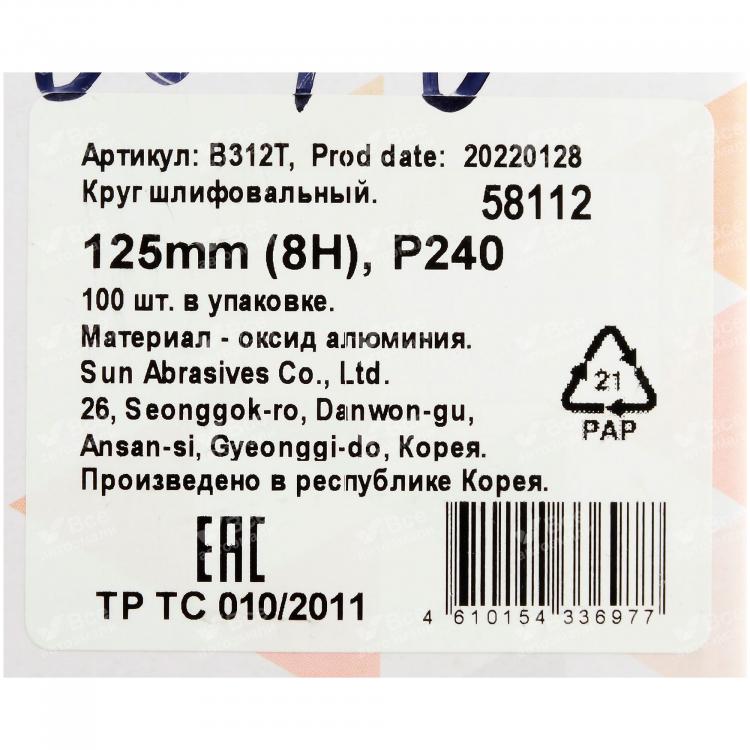 Артикул: B312T, Prod date: 20220128
Круг шлифовальный.
58112
125mm (8H), P240
100 шт. в упаковке.
Материал - оксид алюминия.
Sun Abrasives Co., Ltd.
26, Seonggok-ro, Danwon-gu,
Ansan-si, Gyeonggi-do, Корея.
Произведено в республике Корея.
21
PAP
EAC
ТР ТС 010/2011
4 610154 336977